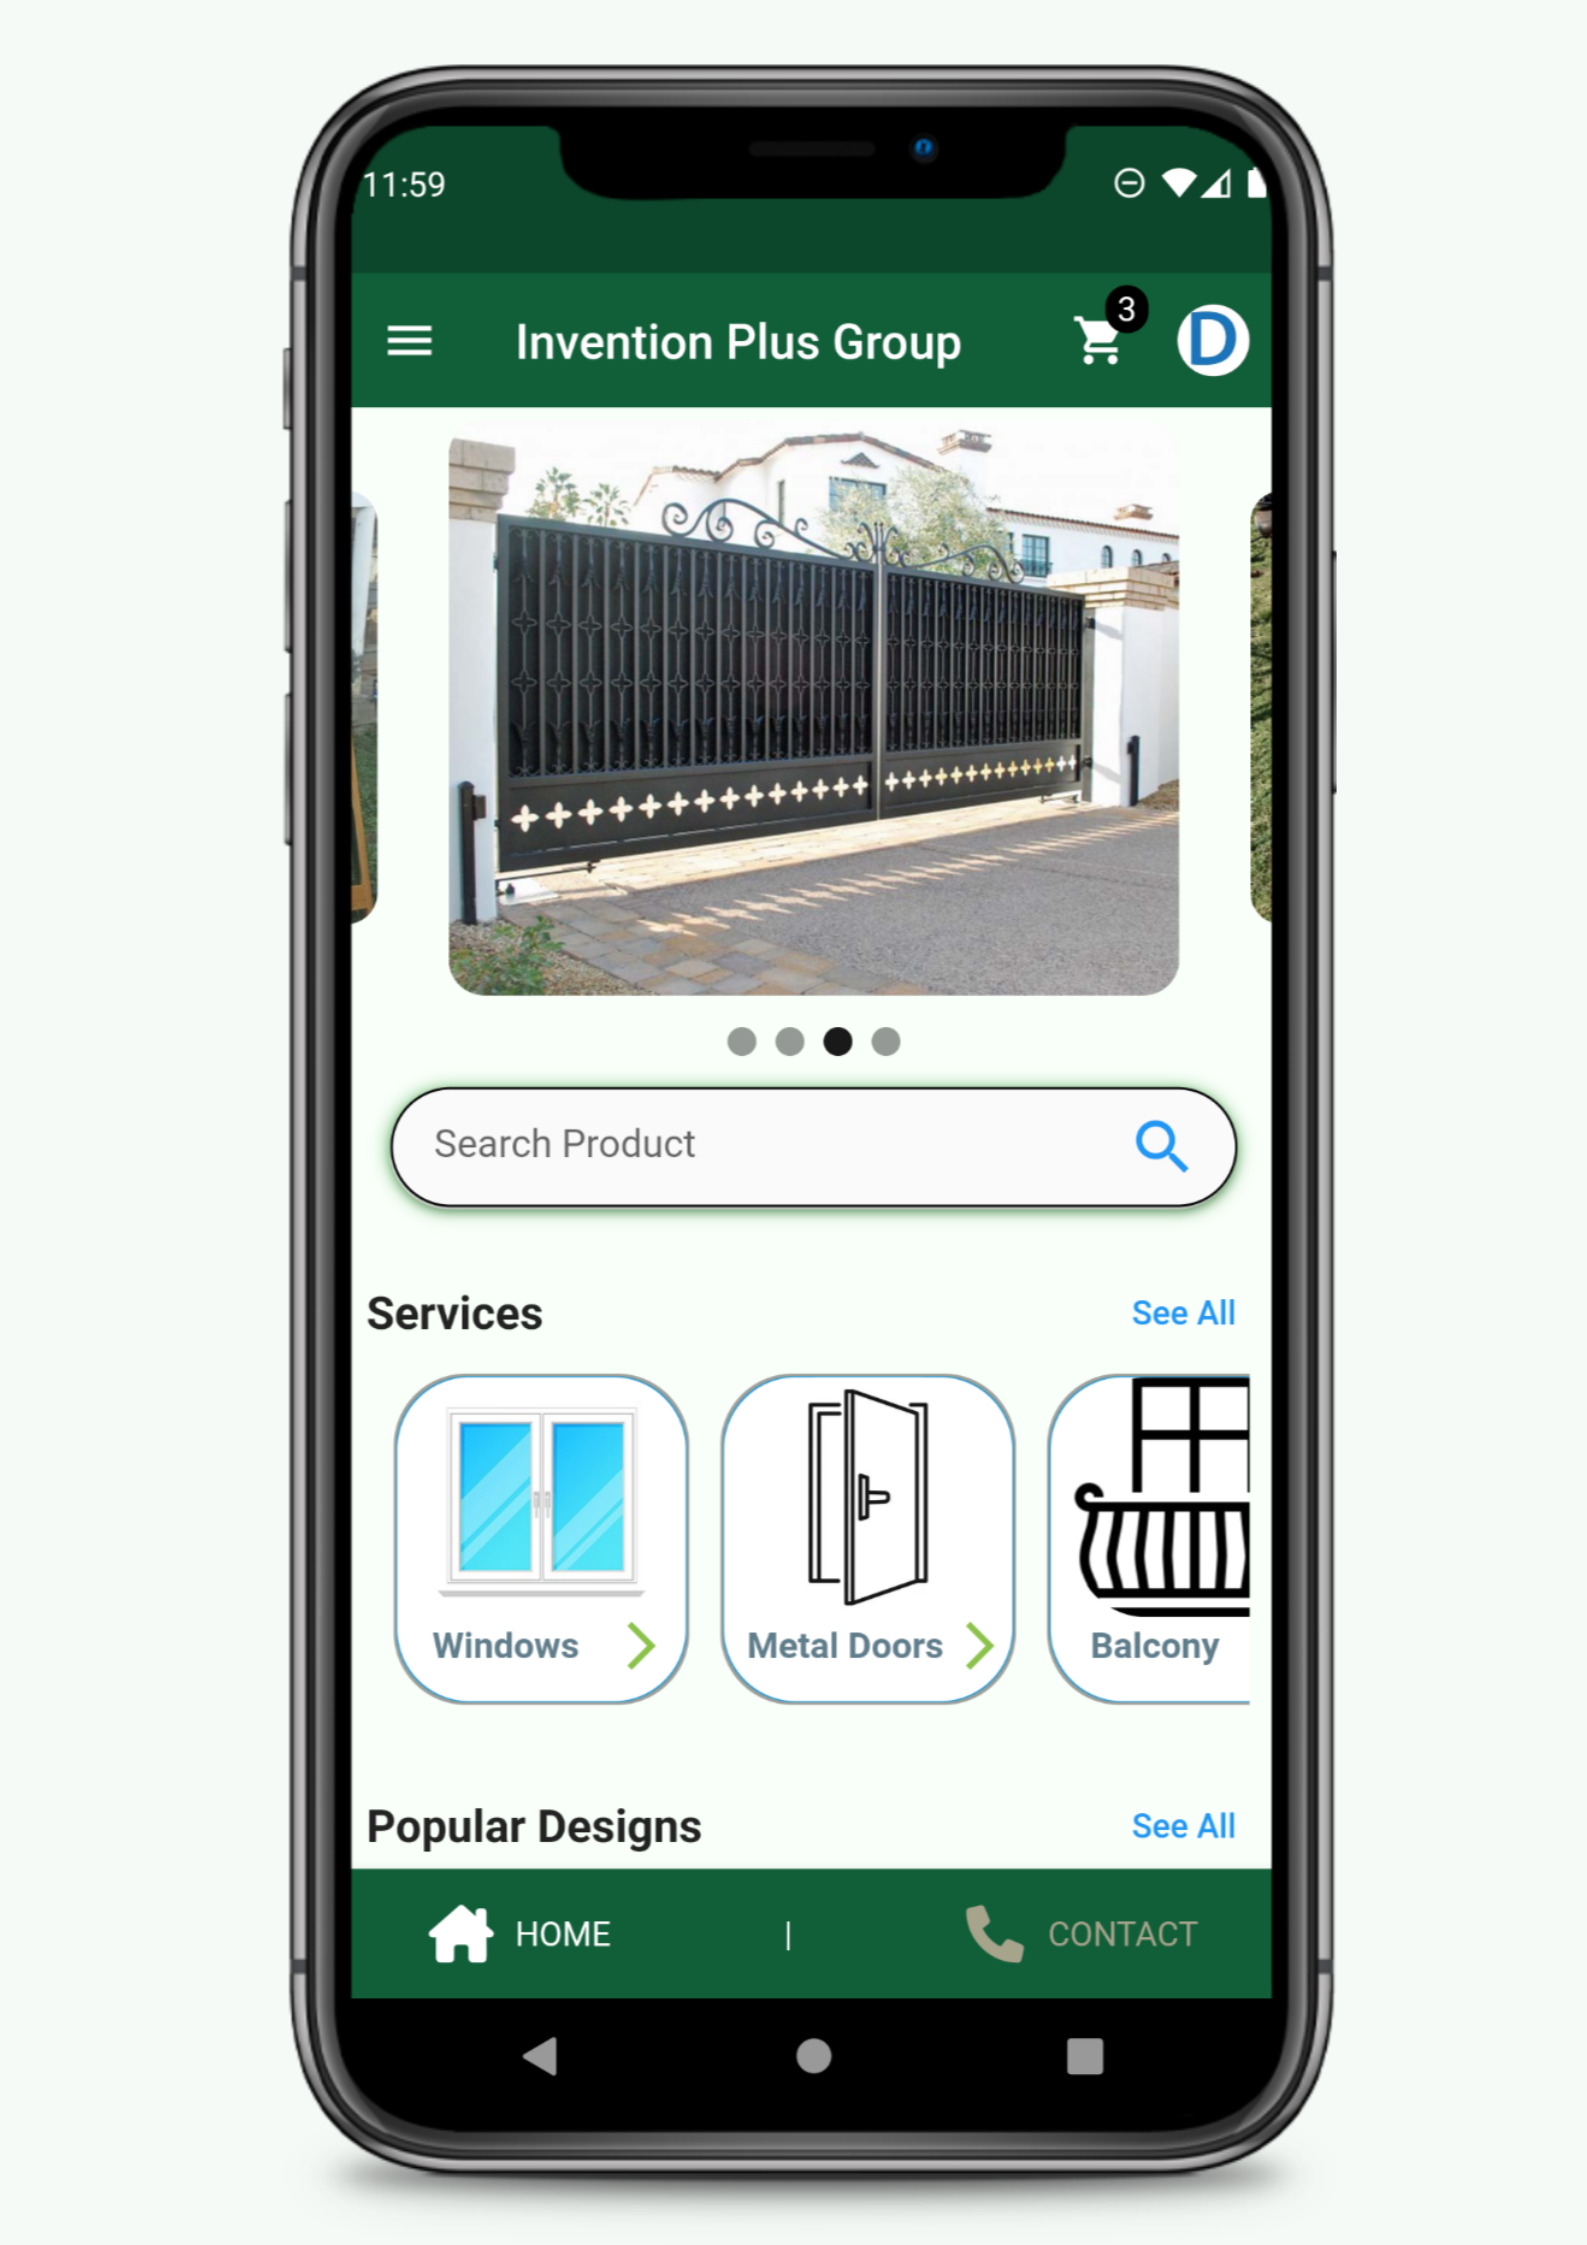 11:59
Invention Plus Group
3
D
Search Product
Services
See All
Windows
Metal Doors
Balcony
Popular Designs
See All
HOME
|
CONTACT